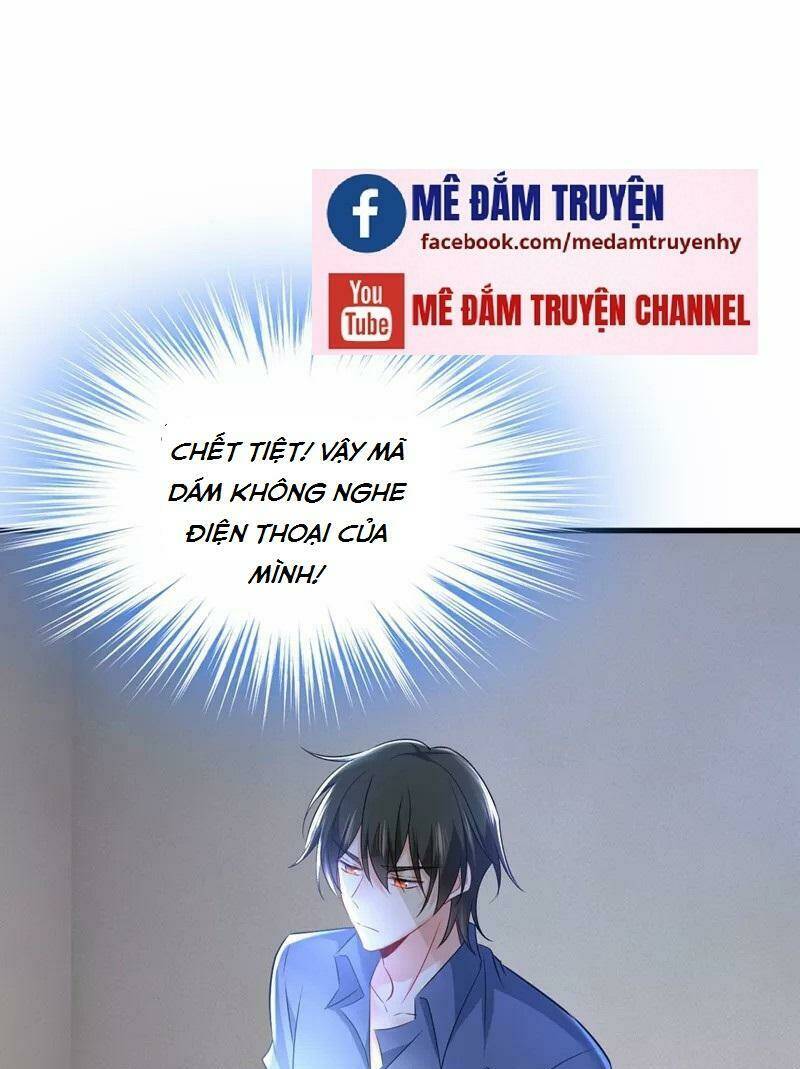 MÊ ĐẮM TRUYỆN
facebook.com/medamtruyenhy
You
Tube
MÊ ĐẮM TRUYỆN CHANNEL
CHẾT TIỆT! VẬY MÀ
DÁM KHÔNG NGHE
ĐIỆN THOẠI CỦA
MÌNH!